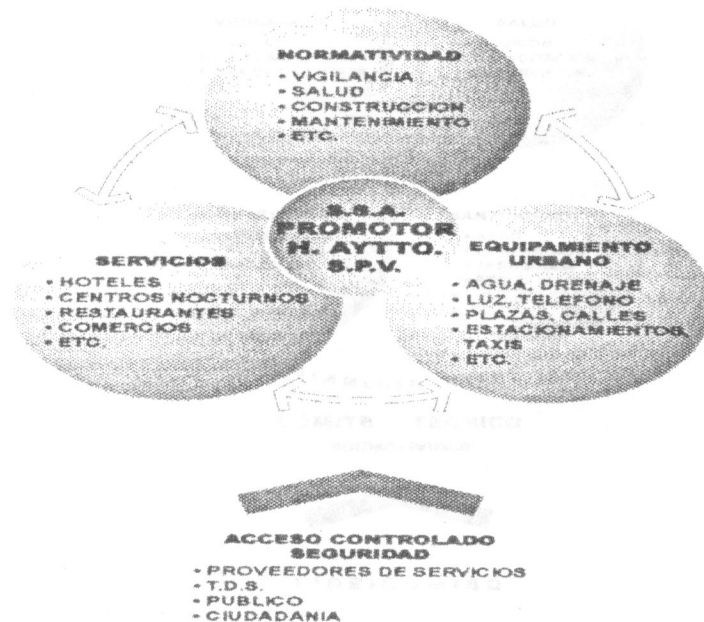 NORMATIVIDAD
• VIGILANCIA
• SALUD
• CONSTRUCCION
• MANTENIMIENTO
• ETC.
S.S.A.
PROMOTOR
H. AYTTO.
S.P.V.
SERVICIOS
• HOTELES
• CENTROS NOCTURNOS
• RESTAURANTES
• COMERCIOS
• ETC.
EQUIPAMIENTO
URBANO
• AGUA, DRENAJE
• LUZ, TELEFONO
• PLAZAS, CALLES
• ESTACIONAMIENTOS,
TAXIS
• ETC.
ACCESO CONTROLADO
SEGURIDAD
• PROVEEDORES DE SERVICIOS
• T.D.S.
• PUBLICO
• CIUDADANIA